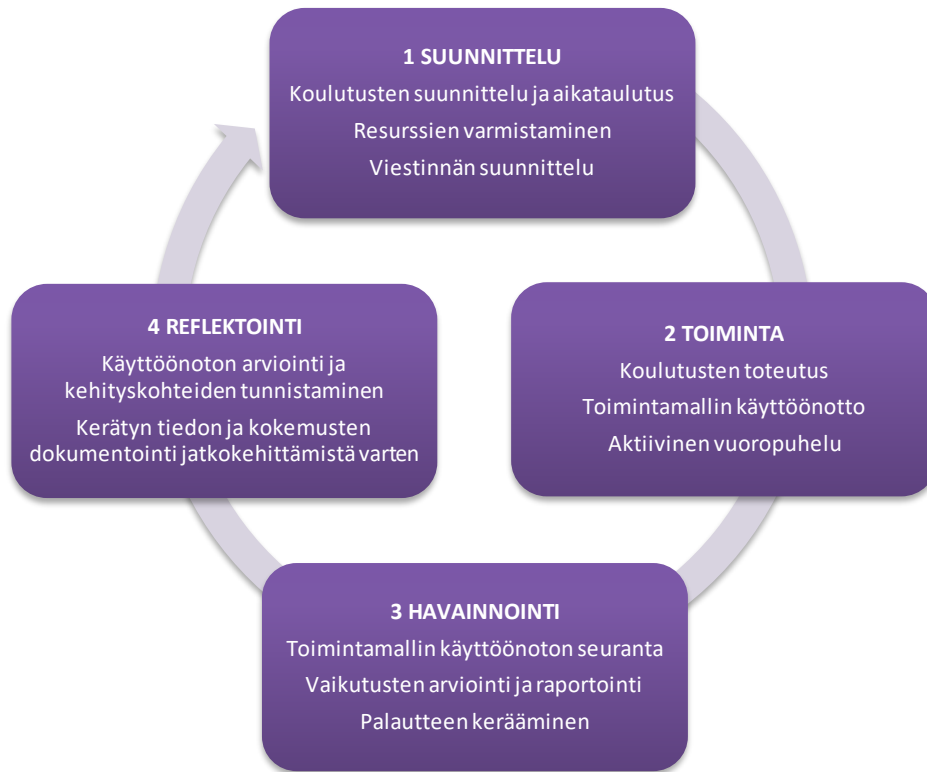 1 SUUNNITTELU
Koulutusten suunnittelu ja aikataulutus
Resurssien varmistaminen
Viestinnän suunnittelu
2 TOIMINTA
Koulutusten toteutus
Toimintamallin käyttöönotto
Aktiivinen vuoropuhelu
3 HAVAINNOINTI
Toimintamallin käyttöönoton seuranta
Vaikutusten arviointi ja raportointi
Palautteen kerääminen
4 REFLEKTOINTI
Käyttöönoton arviointi ja
kehityskohteiden tunnistaminen
Kerätyn tiedon ja kokemusten
dokumentointi jatkokehittämistä varten